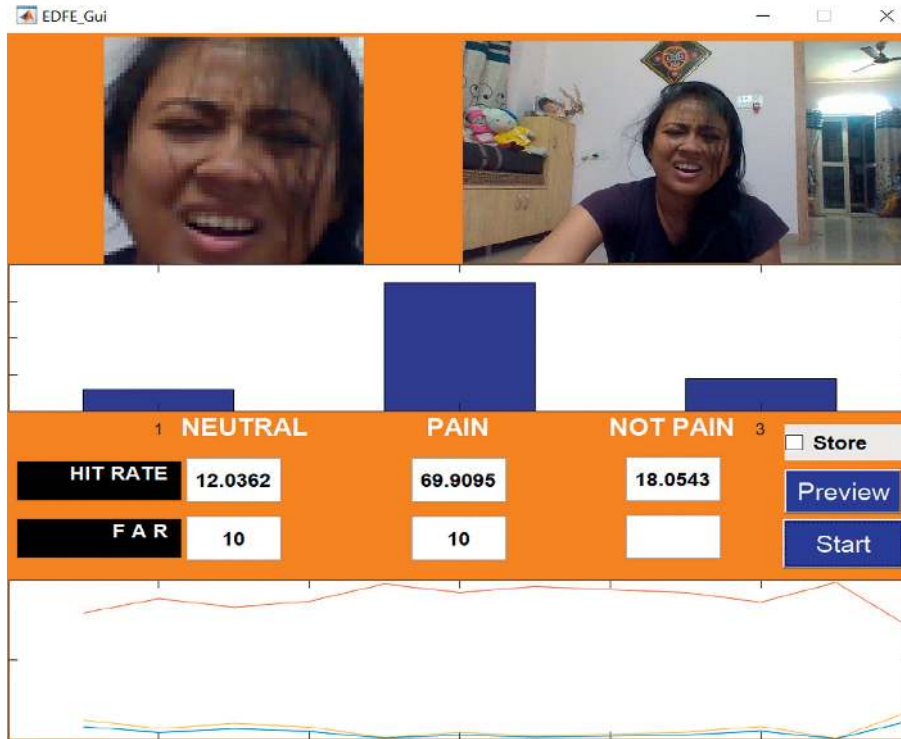 EDFE_Gui
1 NEUTRAL PAIN NOT PAIN 3
Store
HIT RATE 12.0362 69.9095 18.0543
Preview
F A R 10 10
Start